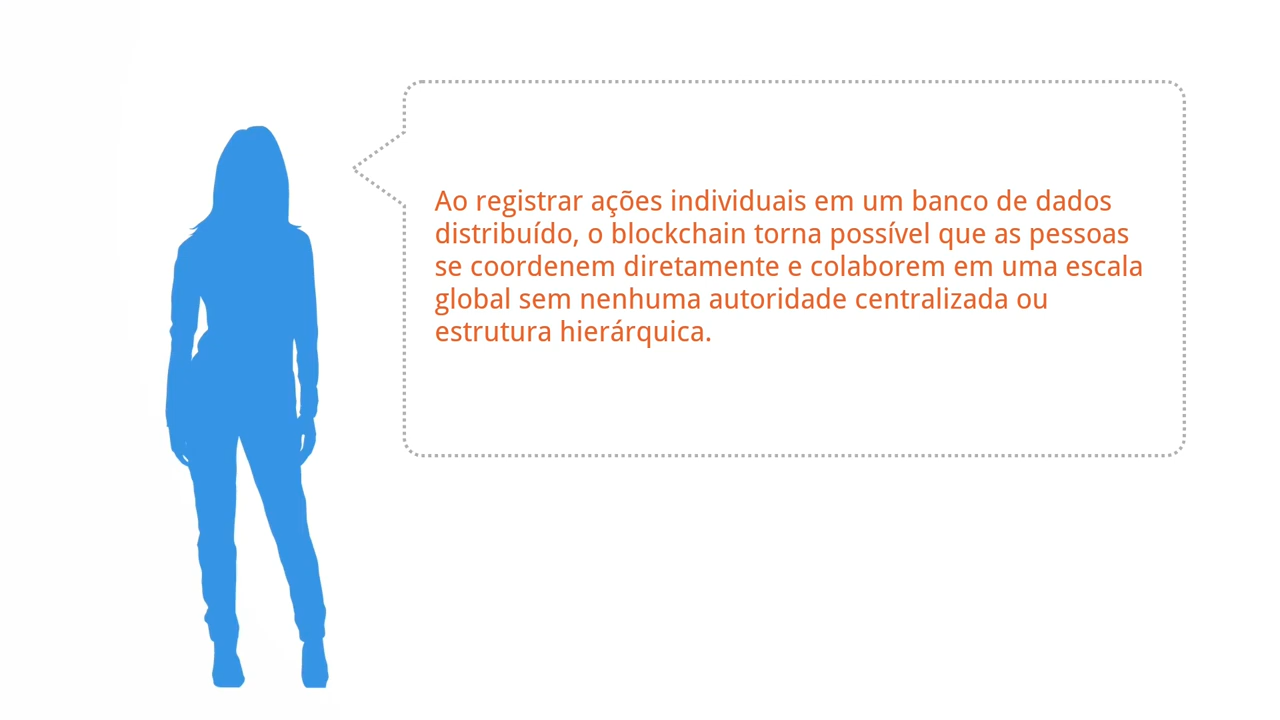 Ao registrar ações individuais em um banco de dados
distribuído, o blockchain torna possível que as pessoas
se coordenem diretamente e colaborem em uma escala
global sem nenhuma autoridade centralizada ou
estrutura hierárquica.